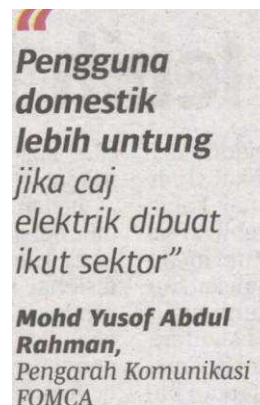 “
Pengguna
domestik
lebih untung
jika caj
elektrik dibuat
ikut sektor”
Mohd Yusof Abdul
Rahman,
Pengarah Komunikasi
FOMCA